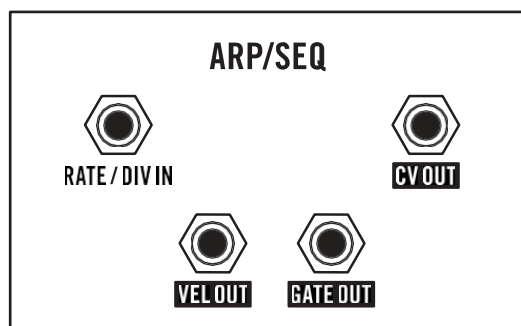 ARP/SEQ
RATE / DIV IN
CV OUT
VEL OUT
GATE OUT